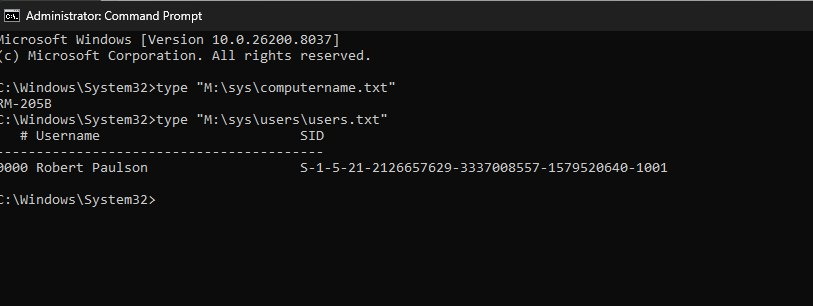 Administrator: Command Prompt
Microsoft Windows [Version 10.0.26200.8037]
(c) Microsoft Corporation. All rights reserved.
C:\Windows\System32>type "M:\sys\computername.txt"
RM-205B
C:\Windows\System32>type "M:\sys\users\users.txt"
# Username SID
----------------------------------------
0000 Robert Paulson S-1-5-21-2126657629-3337008557-1579520640-1001
C:\Windows\System32>